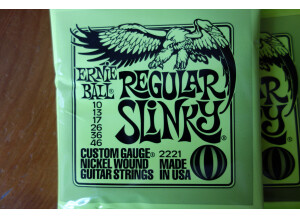 ERNIE
BALL
REGULAR
SLINKY
10
13
17
26
36
46
CUSTOM GAUGE® 2221
NICKEL WOUND
GUITAR STRINGS
MADE
IN USA